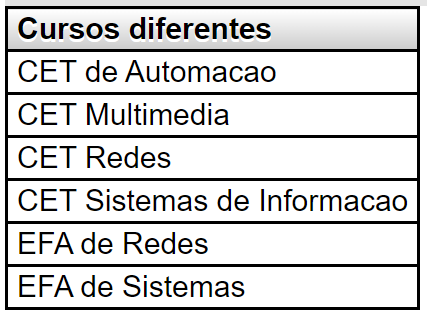 Cursos diferentes
CET de Automacao
CET Multimedia
CET Redes
CET Sistemas de Informacao
EFA de Redes
EFA de Sistemas